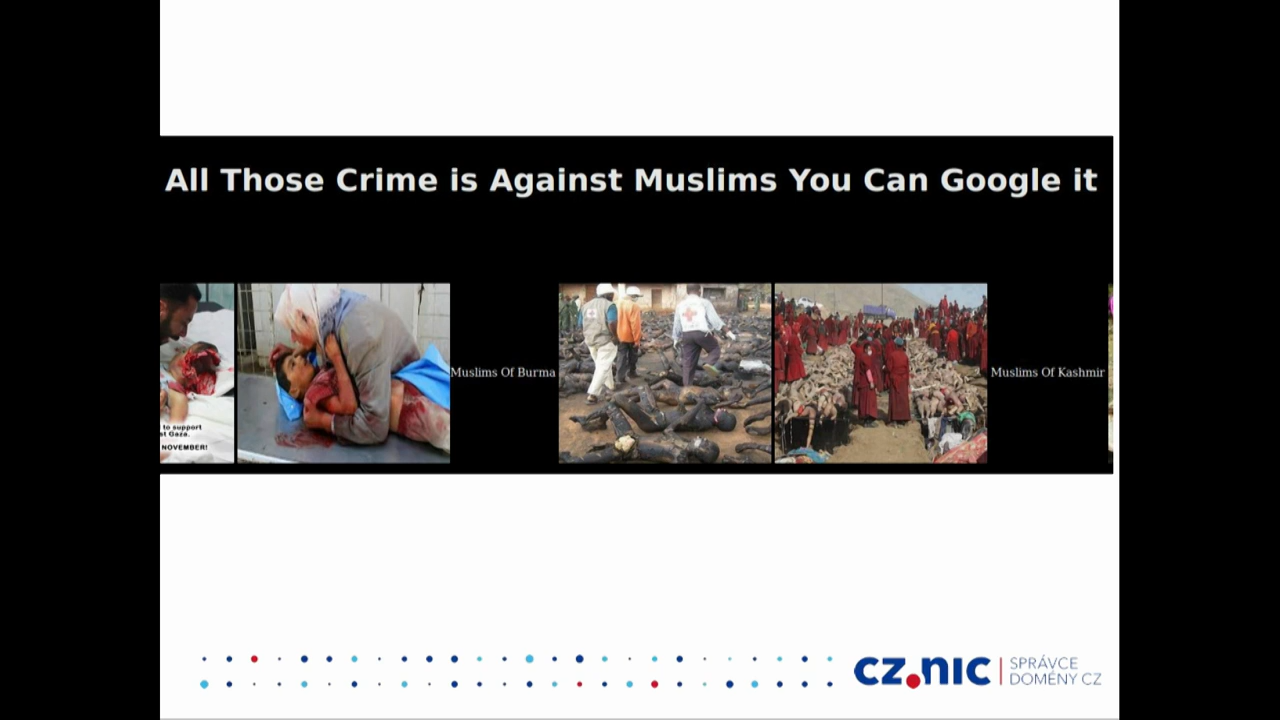 All Those Crime is Against Muslims You Can Google it
to support
st Gaza.
NOVEMBER!
Muslims Of Burma
Muslims Of Kashmir
CZ.NIC
SPRÁVCE
DOMÉNY CZ